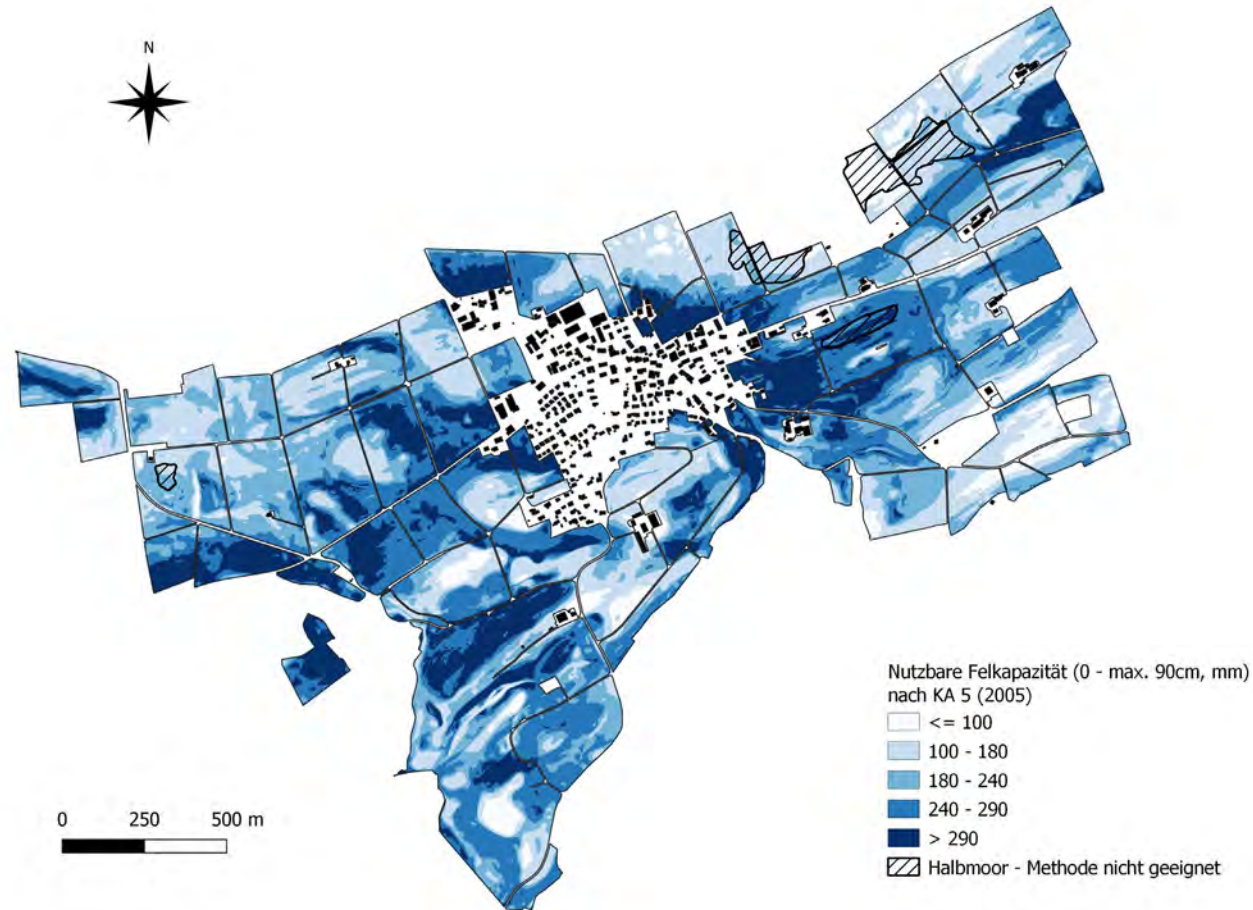 N
0 250 500 m
Nutzbare Felkapazität (0 - max. 90cm, mm)
nach KA 5 (2005)
<= 100
100 - 180
180 - 240
240 - 290
> 290
Halbmoor - Methode nicht geeignet